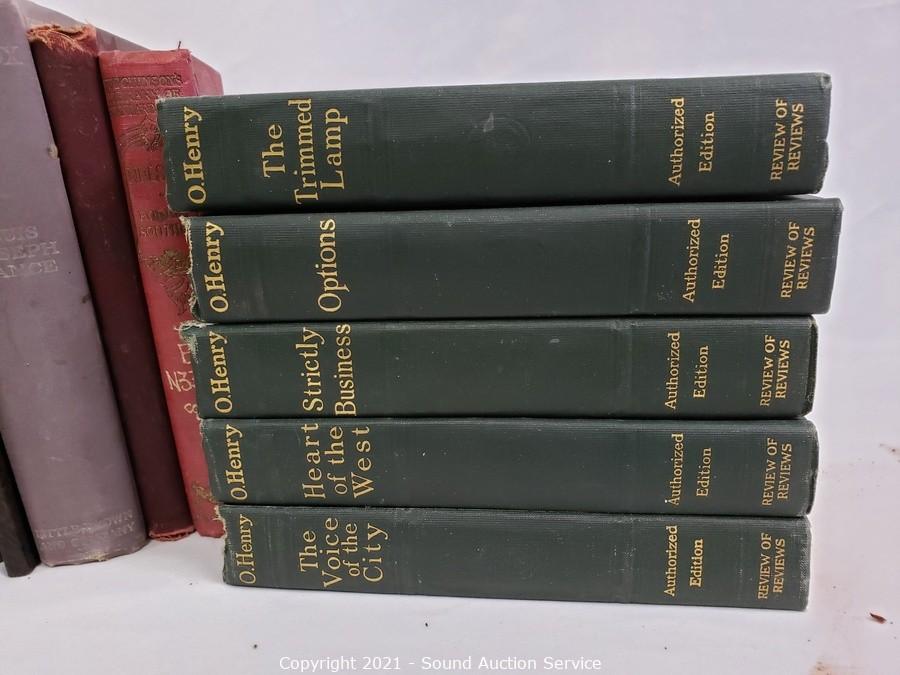 O.Henry
The
Trimmed
Lamp
Authorized
Edition
REVIEW OF
REVIEWS
O.Henry
Options
Authorized
Edition
REVIEW OF
REVIEWS
O.Henry
Strictly
Business
Authorized
Edition
REVIEW OF
REVIEWS
O.Henry
Heart
of the
West
Authorized
Edition
REVIEW OF
REVIEWS
O.Henry
The
Voice
of the
City
Authorized
Edition
REVIEW OF
REVIEWS
Copyright 2021 - Sound Auction Service